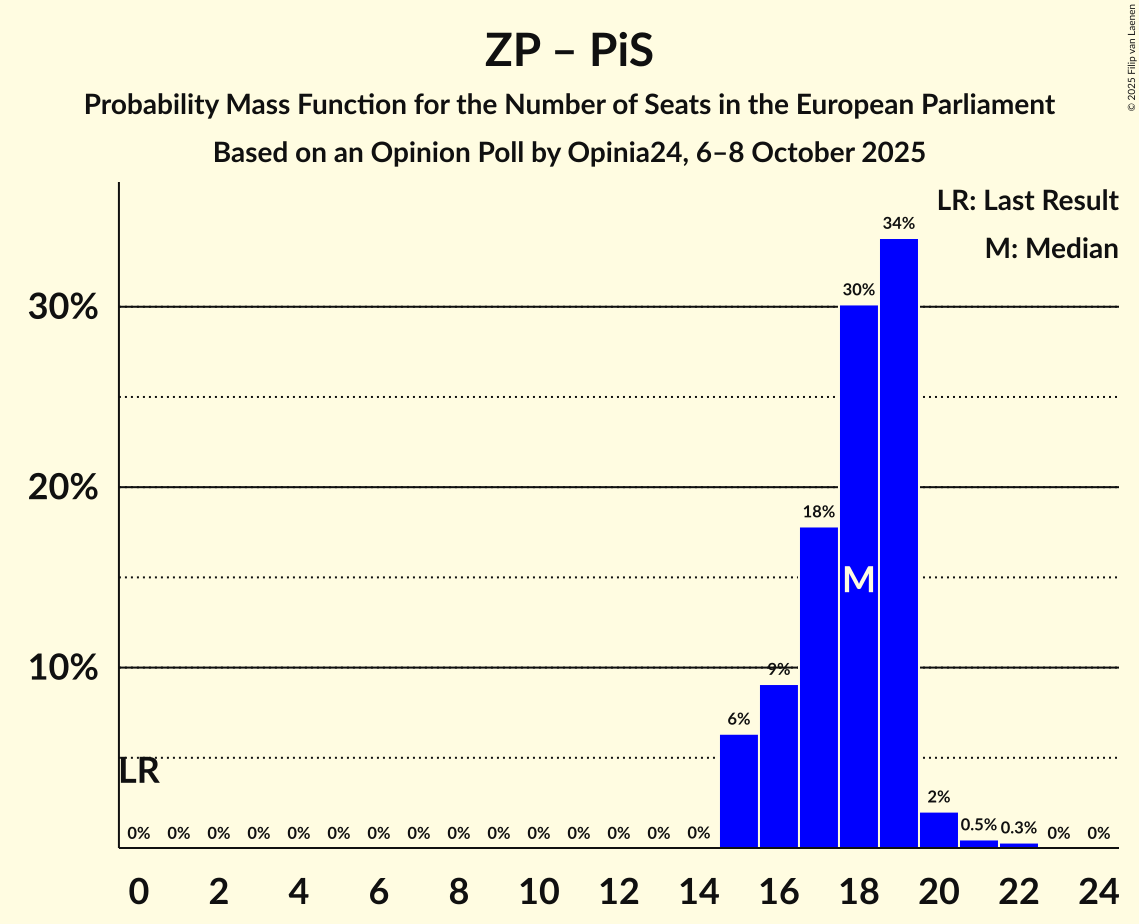 ZP – PiS
Probability Mass Function for the Number of Seats in the European Parliament
Based on an Opinion Poll by Opinia24, 6–8 October 2025
© 2025 Filip van Laenen
LR: Last Result
M: Median
34%
30%
30%
20%
18%
M
10%
9%
6%
LR
2%
0% 0% 0% 0% 0% 0% 0% 0% 0% 0% 0% 0% 0% 0% 0% 0.5% 0.3% 0% 0%
0 2 4 6 8 10 12 14 16 18 20 22 24